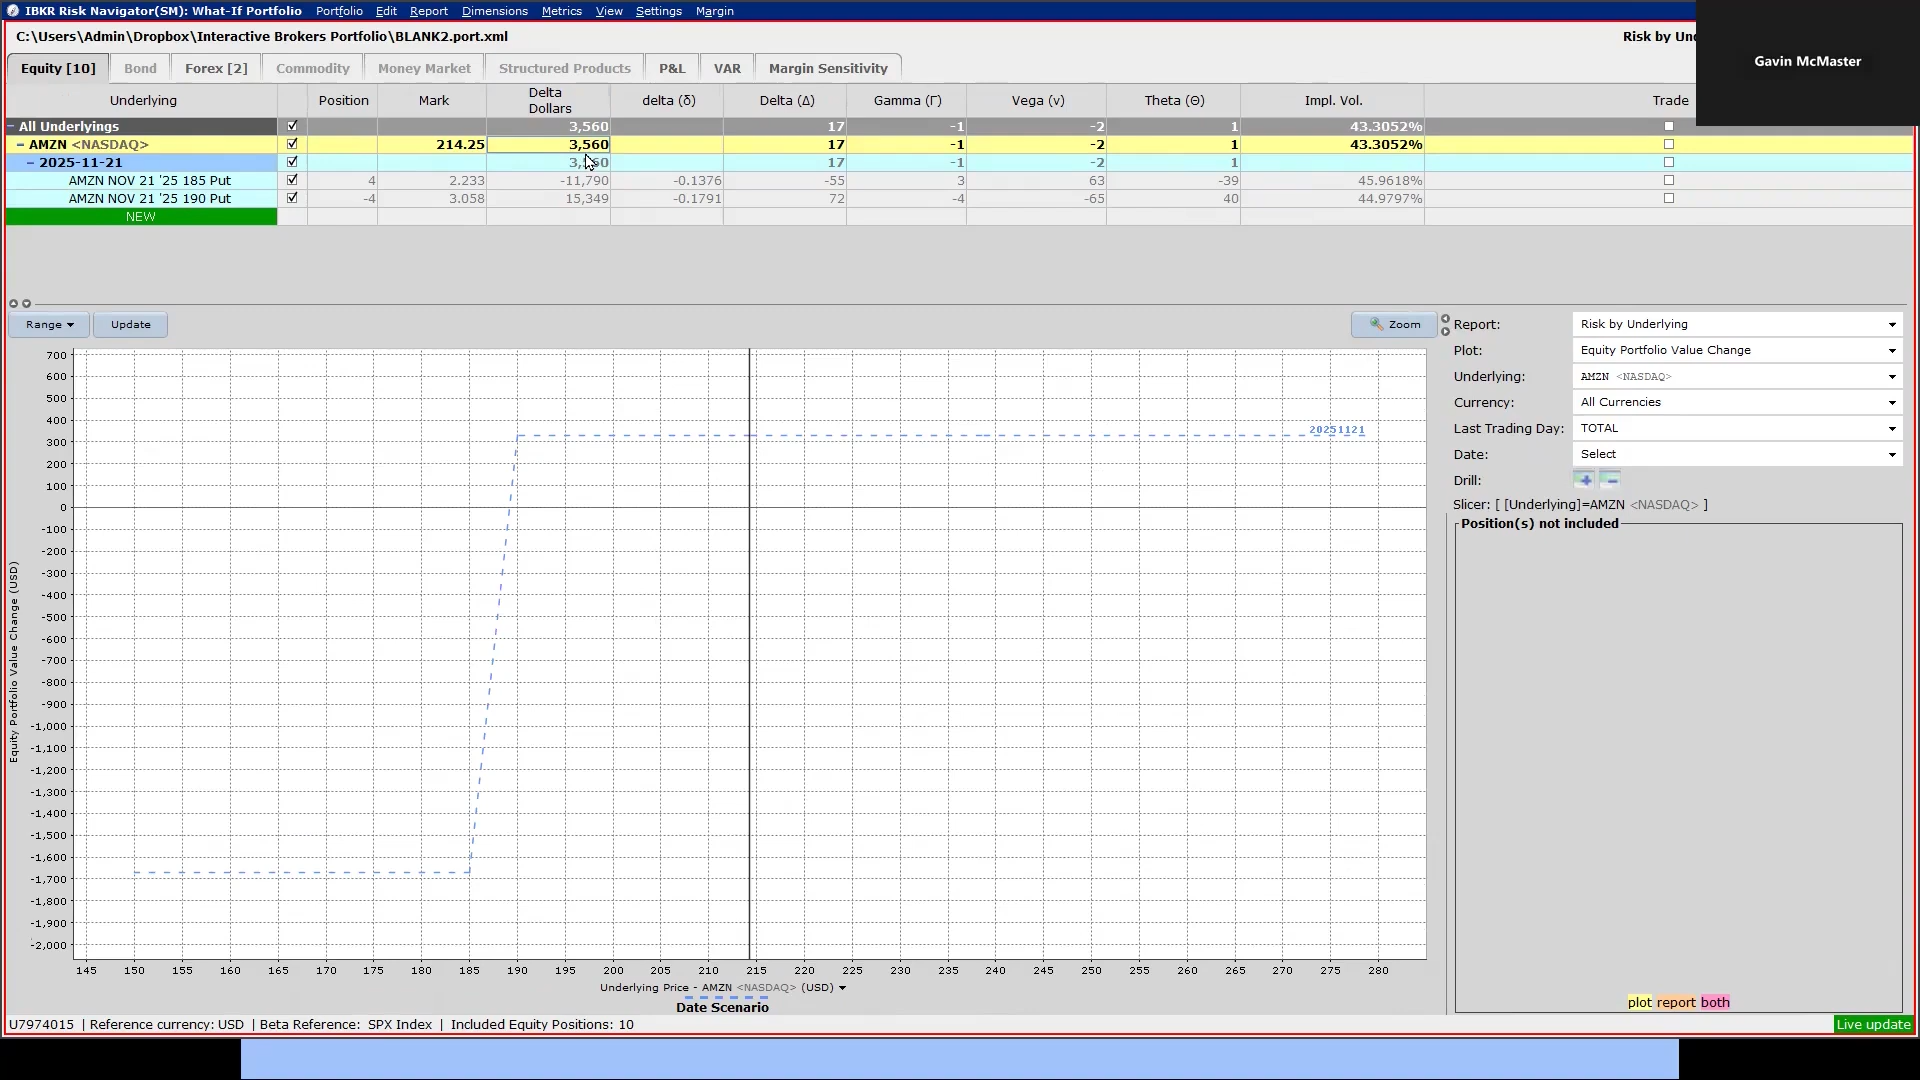 IBKR Risk Navigator(SM): What-If Portfolio Portfolio Edit Report Dimensions Metrics View Settings Margin
C:\Users\Admin\Dropbox\Interactive Brokers Portfolio\BLANK2.port.xml Risk by Un
Gavin McMaster
Equity [10] Bond Forex [2] Commodity Money Market Structured Products P&L VAR Margin Sensitivity
Underlying Position Mark Delta Dollars delta (δ) Delta (Δ) Gamma (Γ) Vega (v) Theta (Θ) Impl. Vol. Trade
All Underlyings 3,560 17 -1 -2 1 43.3052%
AMZN <NASDAQ> 214.25 3,560 17 -1 -2 1 43.3052%
2025-11-21 17 -1 -2 1
AMZN NOV 21 '25 185 Put 4 2.233 -11,790 -0.1376 -55 3 63 -39 45.9618%
AMZN NOV 21 '25 190 Put -4 3.058 15,349 -0.1791 72 -4 -65 40 44.9797%
NEW
Range Update Zoom
Report: Risk by Underlying
Plot: Equity Portfolio Value Change
Underlying: AMZN <NASDAQ>
Currency: All Currencies
Last Trading Day: TOTAL
Date: Select
Drill:
Slicer: [ [Underlying]=AMZN <NASDAQ> ]
Position(s) not included
plot report both
Equity Portfolio Value Change (USD)
700
600
500
400
300
200
100
0
-100
-200
-300
-400
-500
-600
-700
-800
-900
-1,000
-1,100
-1,200
-1,300
-1,400
-1,500
-1,600
-1,700
-1,800
-1,900
-2,000
20251121
145 150 155 160 165 170 175 180 185 190 195 200 205 210 215 220 225 230 235 240 245 250 255 260 265 270 275 280
Underlying Price - AMZN <NASDAQ> (USD)
Date Scenario
U7974015 | Reference currency: USD | Beta Reference: SPX Index | Included Equity Positions: 10
Live update